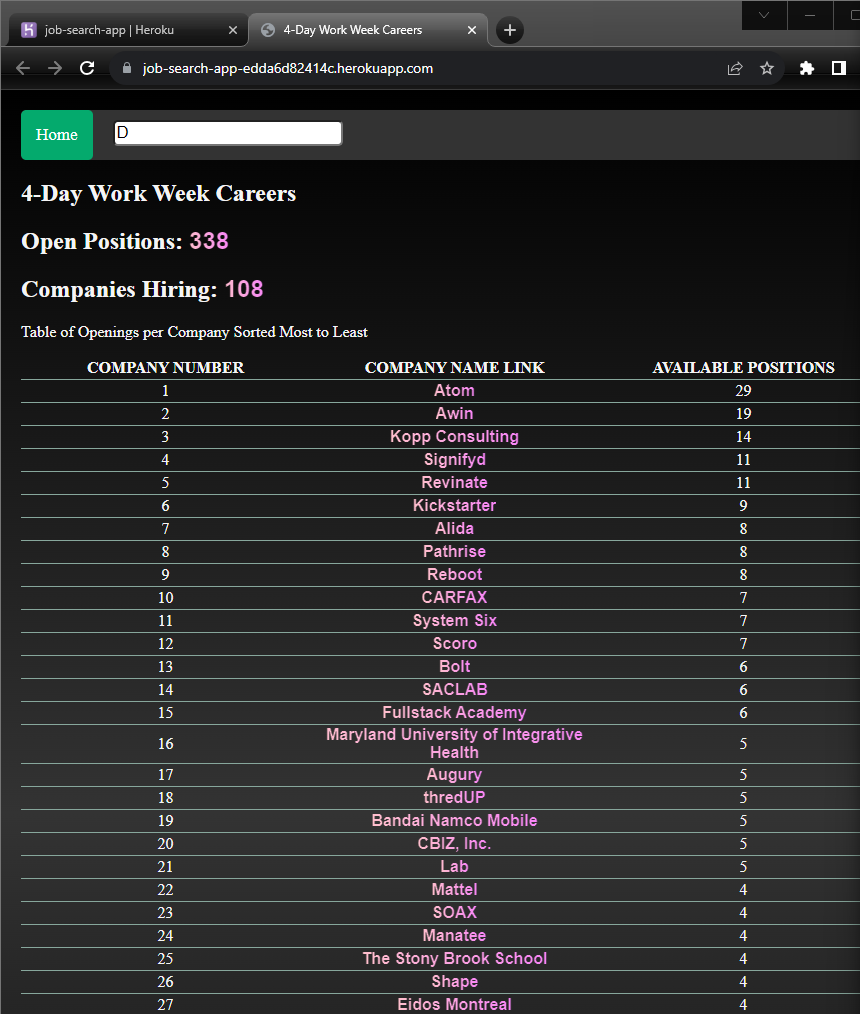 job-search-app | Heroku
4-Day Work Week Careers
job-search-app-edda6d82414c.herokuapp.com
Home
D
4-Day Work Week Careers
Open Positions: 338
Companies Hiring: 108
Table of Openings per Company Sorted Most to Least
COMPANY NUMBER COMPANY NAME LINK AVAILABLE POSITIONS
1 Atom 29
2 Awin 19
3 Kopp Consulting 14
4 Signifyd 11
5 Revinate 11
6 Kickstarter 9
7 Alida 8
8 Pathrise 8
9 Reboot 8
10 CARFAX 7
11 System Six 7
12 Scoro 7
13 Bolt 6
14 SACLAB 6
15 Fullstack Academy 6
16 Maryland University of Integrative
Health 5
17 Augury 5
18 thredUP 5
19 Bandai Namco Mobile 5
20 CBIZ, Inc. 5
21 Lab 5
22 Mattel 4
23 SOAX 4
24 Manatee 4
25 The Stony Brook School 4
26 Shape 4
27 Eidos Montreal 4